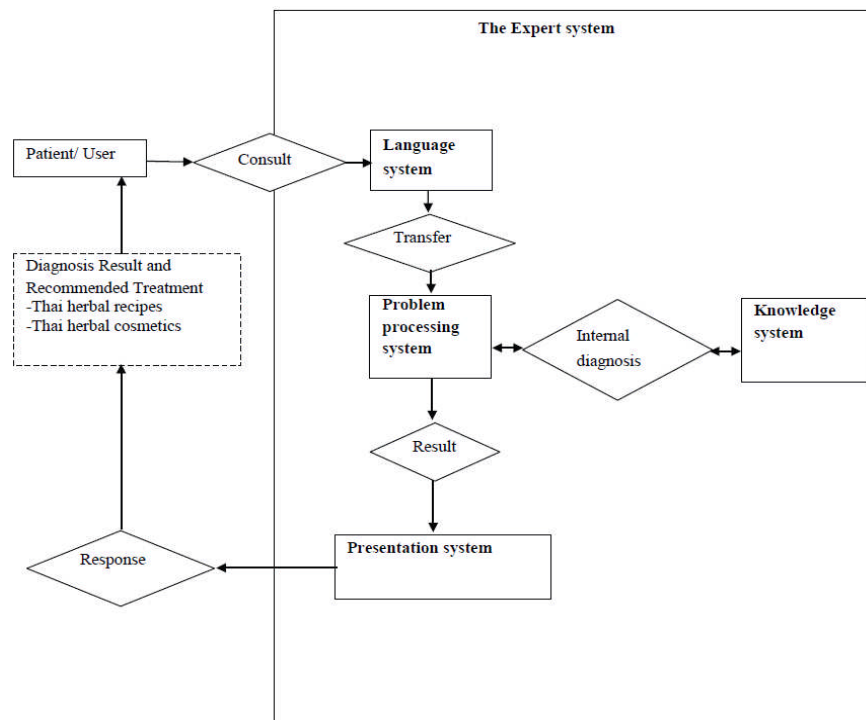 The Expert system
Patient/ User
Consult
Language
system
Transfer
Diagnosis Result and
Recommended Treatment
-Thai herbal recipes
-Thai herbal cosmetics
Problem
processing
system
Internal
diagnosis
Knowledge
system
Result
Response
Presentation system